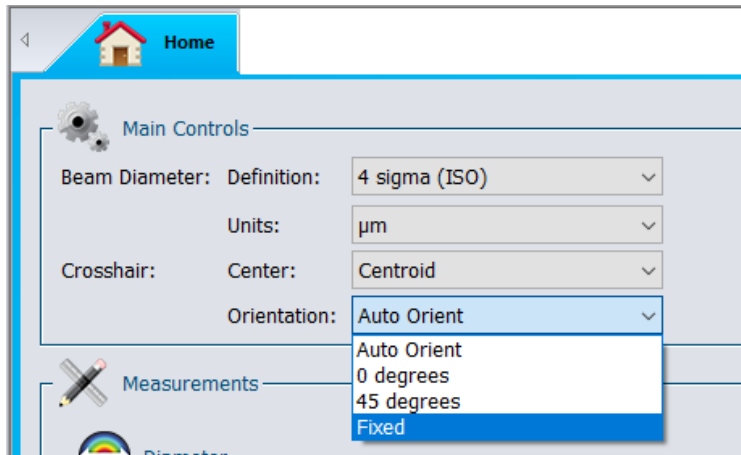 Home
Main Controls
Beam Diameter: Definition: 4 sigma (ISO)
Units: µm
Crosshair: Center: Centroid
Orientation: Auto Orient
Auto Orient
0 degrees
45 degrees
Fixed
Measurements
Diameter